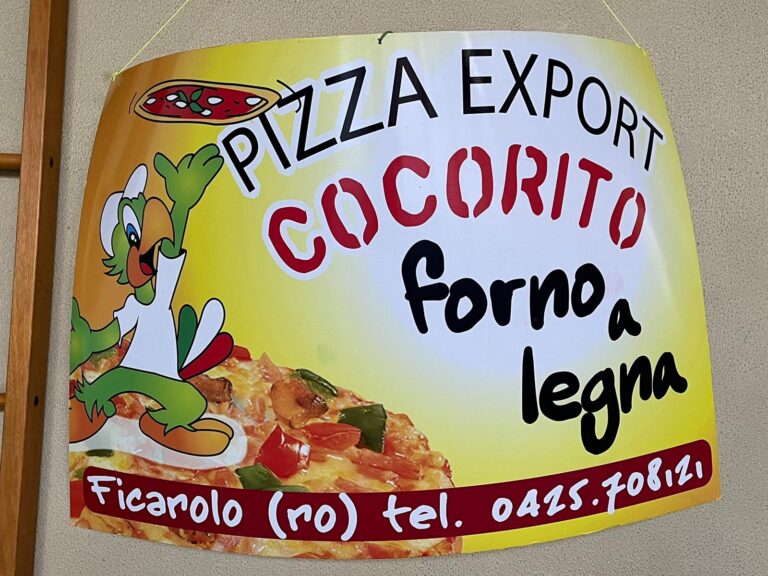 PIZZA EXPORT
COCORITO
forno a
legna
Ficarolo (ro) tel. 0425.708121